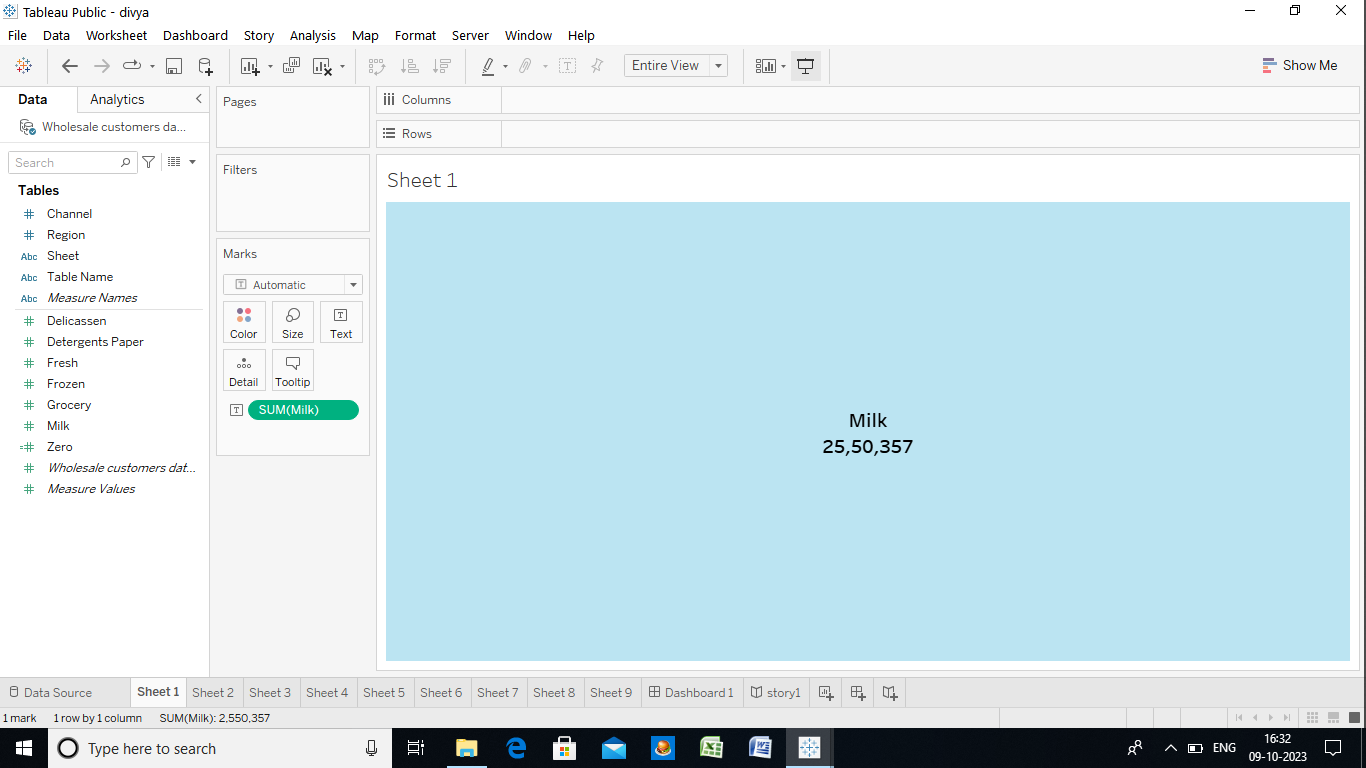 Tableau Public - divya
File Data Worksheet Dashboard Story Analysis Map Format Server Window Help
Entire View
Show Me
Data Analytics
Wholesale customers da...
Search
Tables
Channel
Region
Abc Sheet
Abc Table Name
Abc Measure Names
Delicassen
Detergents Paper
Fresh
Frozen
Grocery
Milk
Zero
Wholesale customers dat...
Measure Values
Pages
Filters
Marks
Automatic
Color Size Text
Detail Tooltip
SUM(Milk)
Columns
Rows
Sheet 1
Milk
25,50,357
Data Source Sheet 1 Sheet 2 Sheet 3 Sheet 4 Sheet 5 Sheet 6 Sheet 7 Sheet 8 Sheet 9 Dashboard 1 story1
1 mark 1 row by 1 column SUM(Milk): 2,550,357
Type here to search
ENG
16:32
09-10-2023